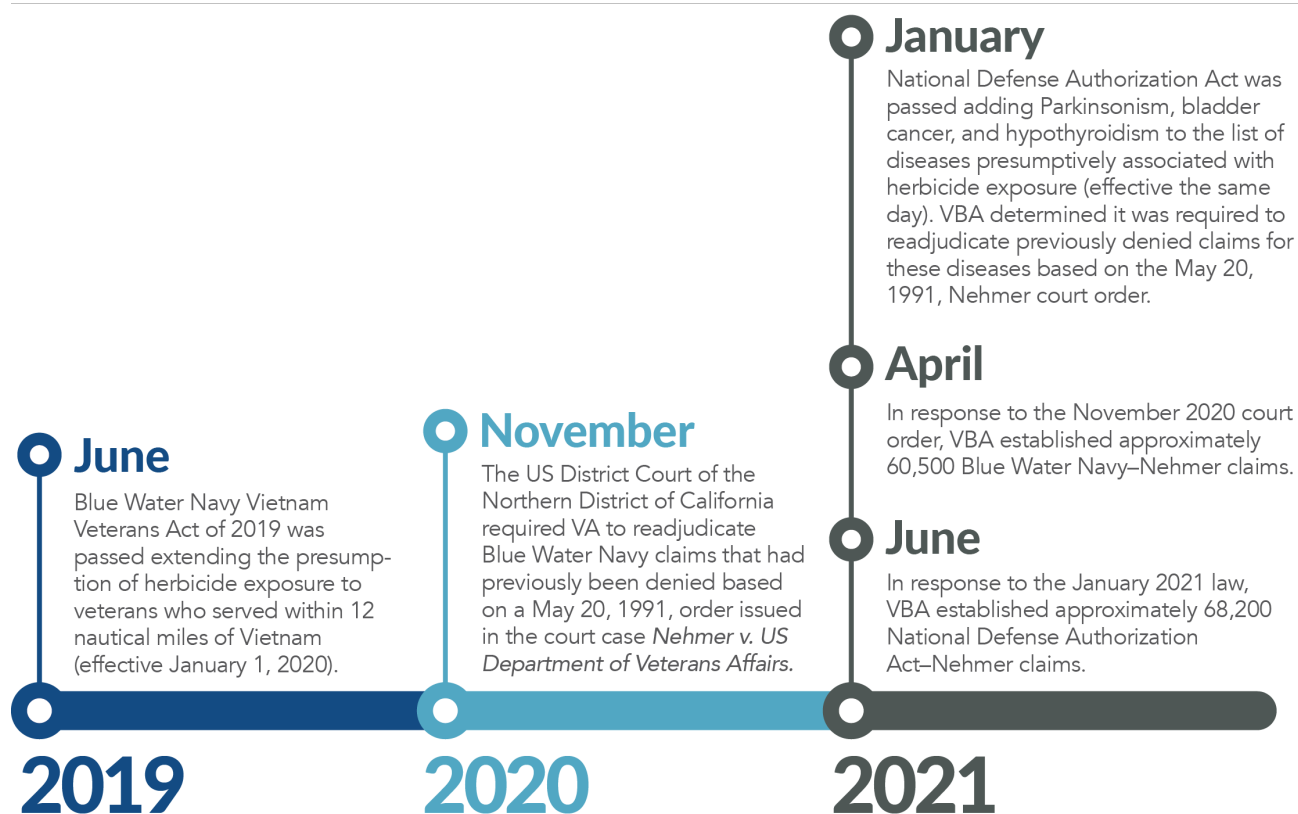 June
Blue Water Navy Vietnam
Veterans Act of 2019 was
passed extending the presump-
tion of herbicide exposure to
veterans who served within 12
nautical miles of Vietnam
(effective January 1, 2020).
2019
November
The US District Court of the
Northern District of California
required VA to readjudicate
Blue Water Navy claims that had
previously been denied based
on a May 20, 1991, order issued
in the court case Nehmer v. US
Department of Veterans Affairs.
2020
January
National Defense Authorization Act was
passed adding Parkinsonism, bladder
cancer, and hypothyroidism to the list of
diseases presumptively associated with
herbicide exposure (effective the same
day). VBA determined it was required to
readjudicate previously denied claims for
these diseases based on the May 20,
1991, Nehmer court order.
April
In response to the November 2020 court
order, VBA established approximately
60,500 Blue Water Navy–Nehmer claims.
June
In response to the January 2021 law,
VBA established approximately 68,200
National Defense Authorization
Act–Nehmer claims.
2021